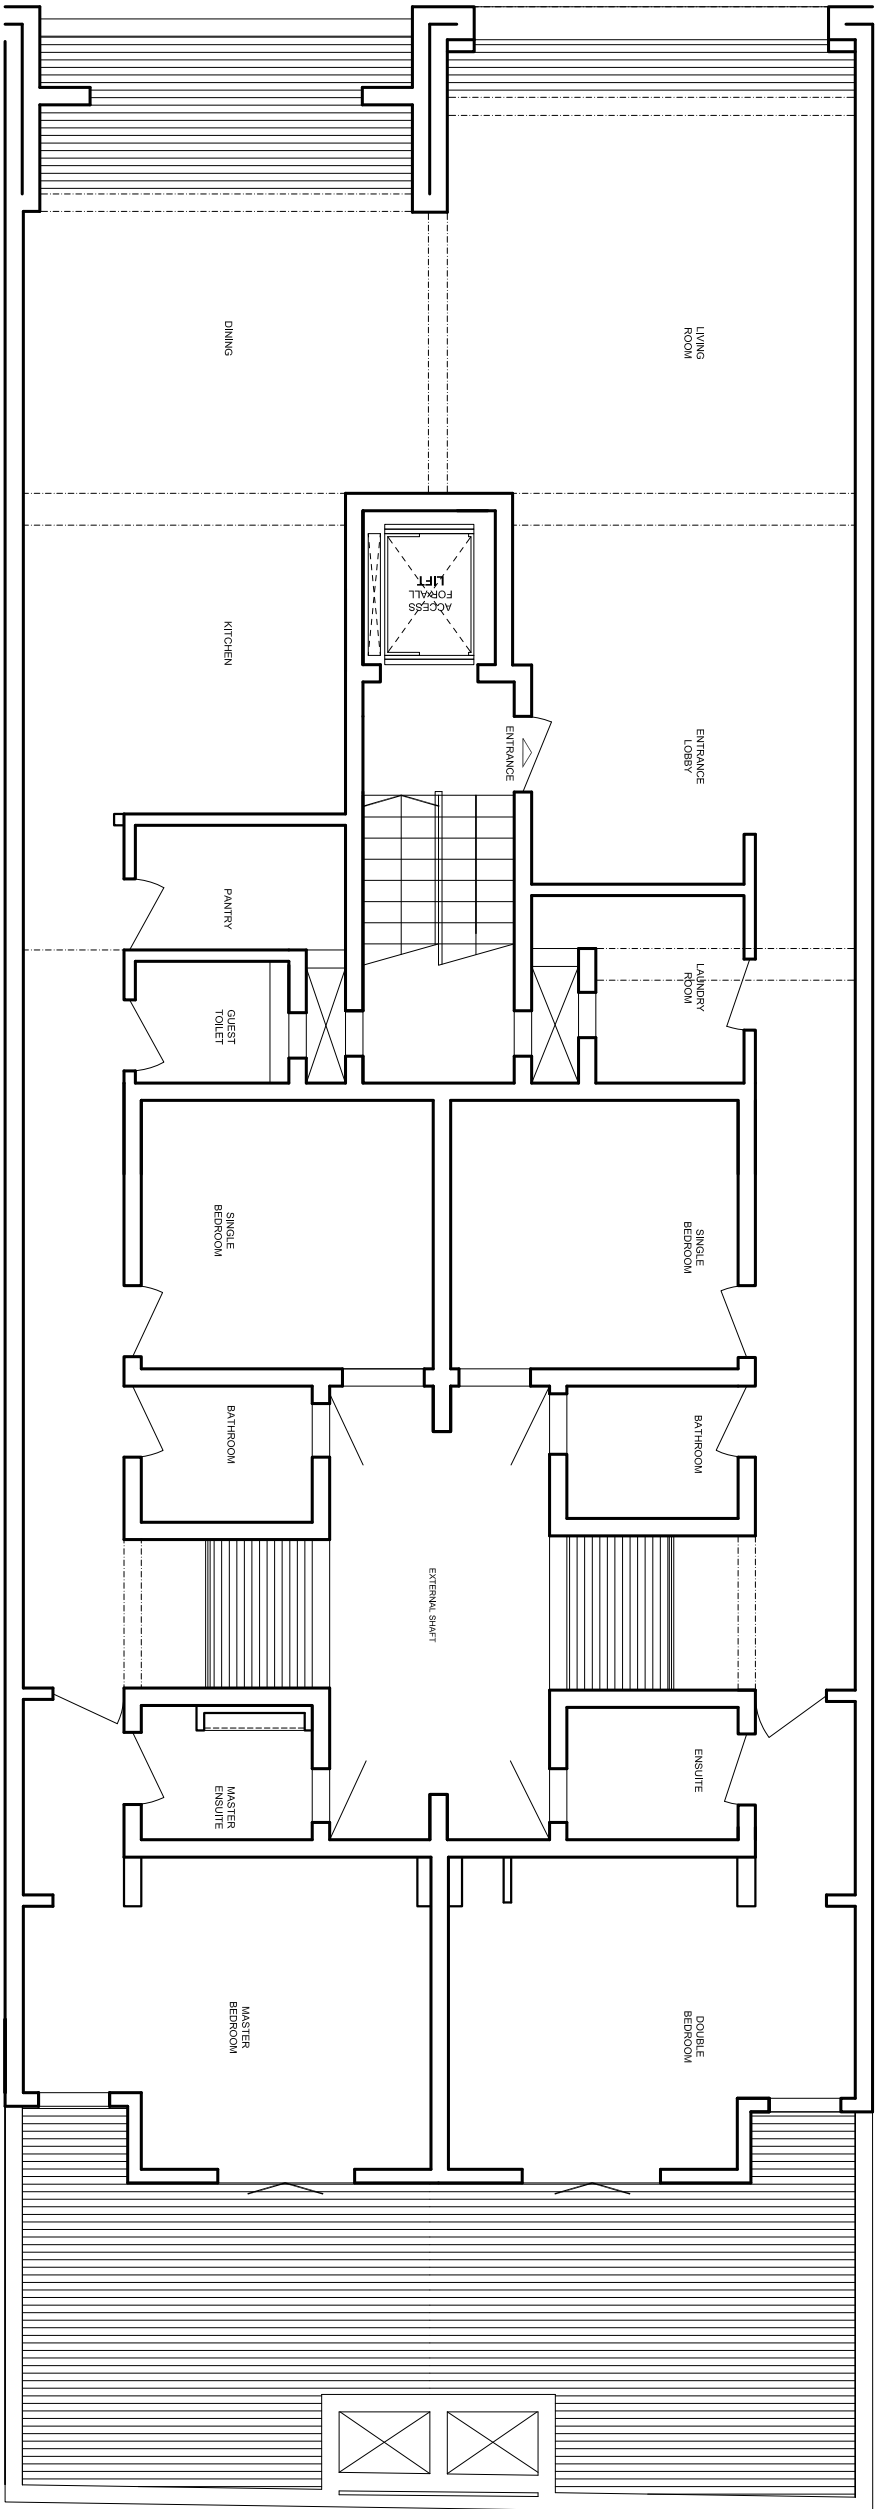 DINING
LIVING
ROOM
LIFT
ACCESS
FOR ALL
KITCHEN
ENTRANCE
ENTRANCE
LOBBY
PANTRY
GUEST
TOILET
LAUNDRY
ROOM
SINGLE
BEDROOM
SINGLE
BEDROOM
BATHROOM
BATHROOM
EXTERNAL SHAFT
MASTER
ENSUITE
ENSUITE
MASTER
BEDROOM
DOUBLE
BEDROOM